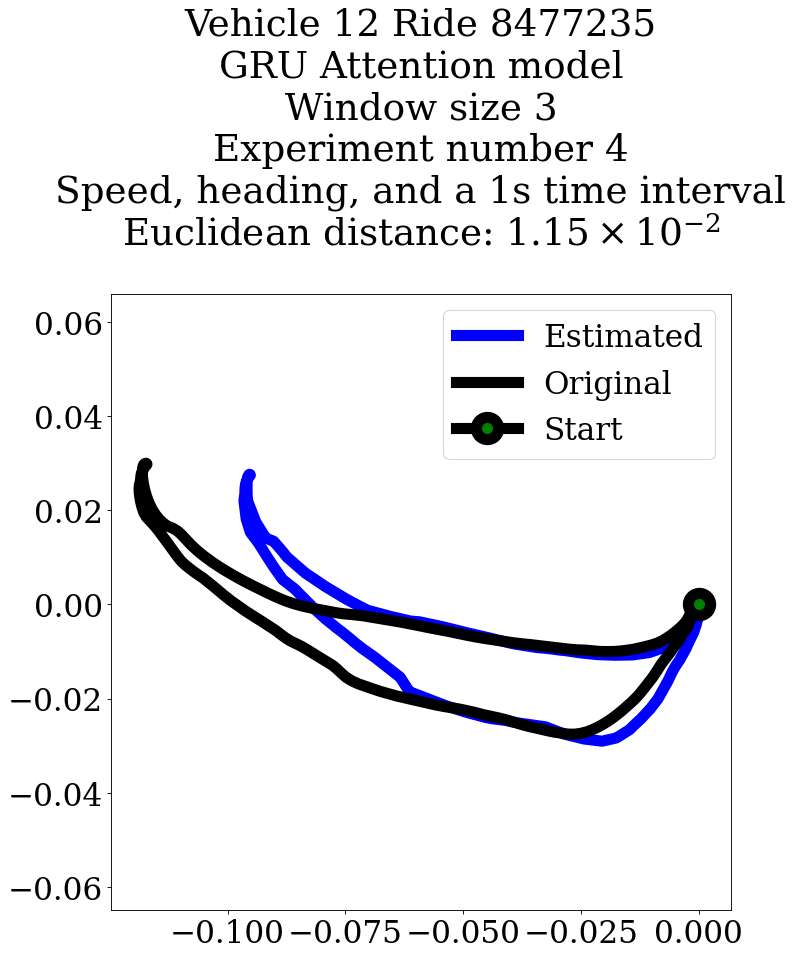 Vehicle 12 Ride 8477235
GRU Attention model
Window size 3
Experiment number 4
Speed, heading, and a 1s time interval
Euclidean distance: 1.15 × 10⁻²
Estimated
Original
Start
0.06
0.04
0.02
0.00
−0.02
−0.04
−0.06
−0.100 −0.075 −0.050 −0.025 0.000